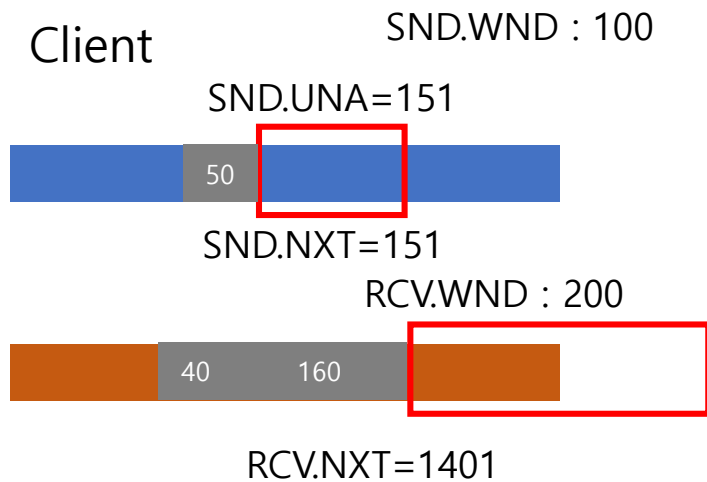 Client
SND.WND : 100
SND.UNA=151
50
SND.NXT=151
RCV.WND : 200
40 160
RCV.NXT=1401